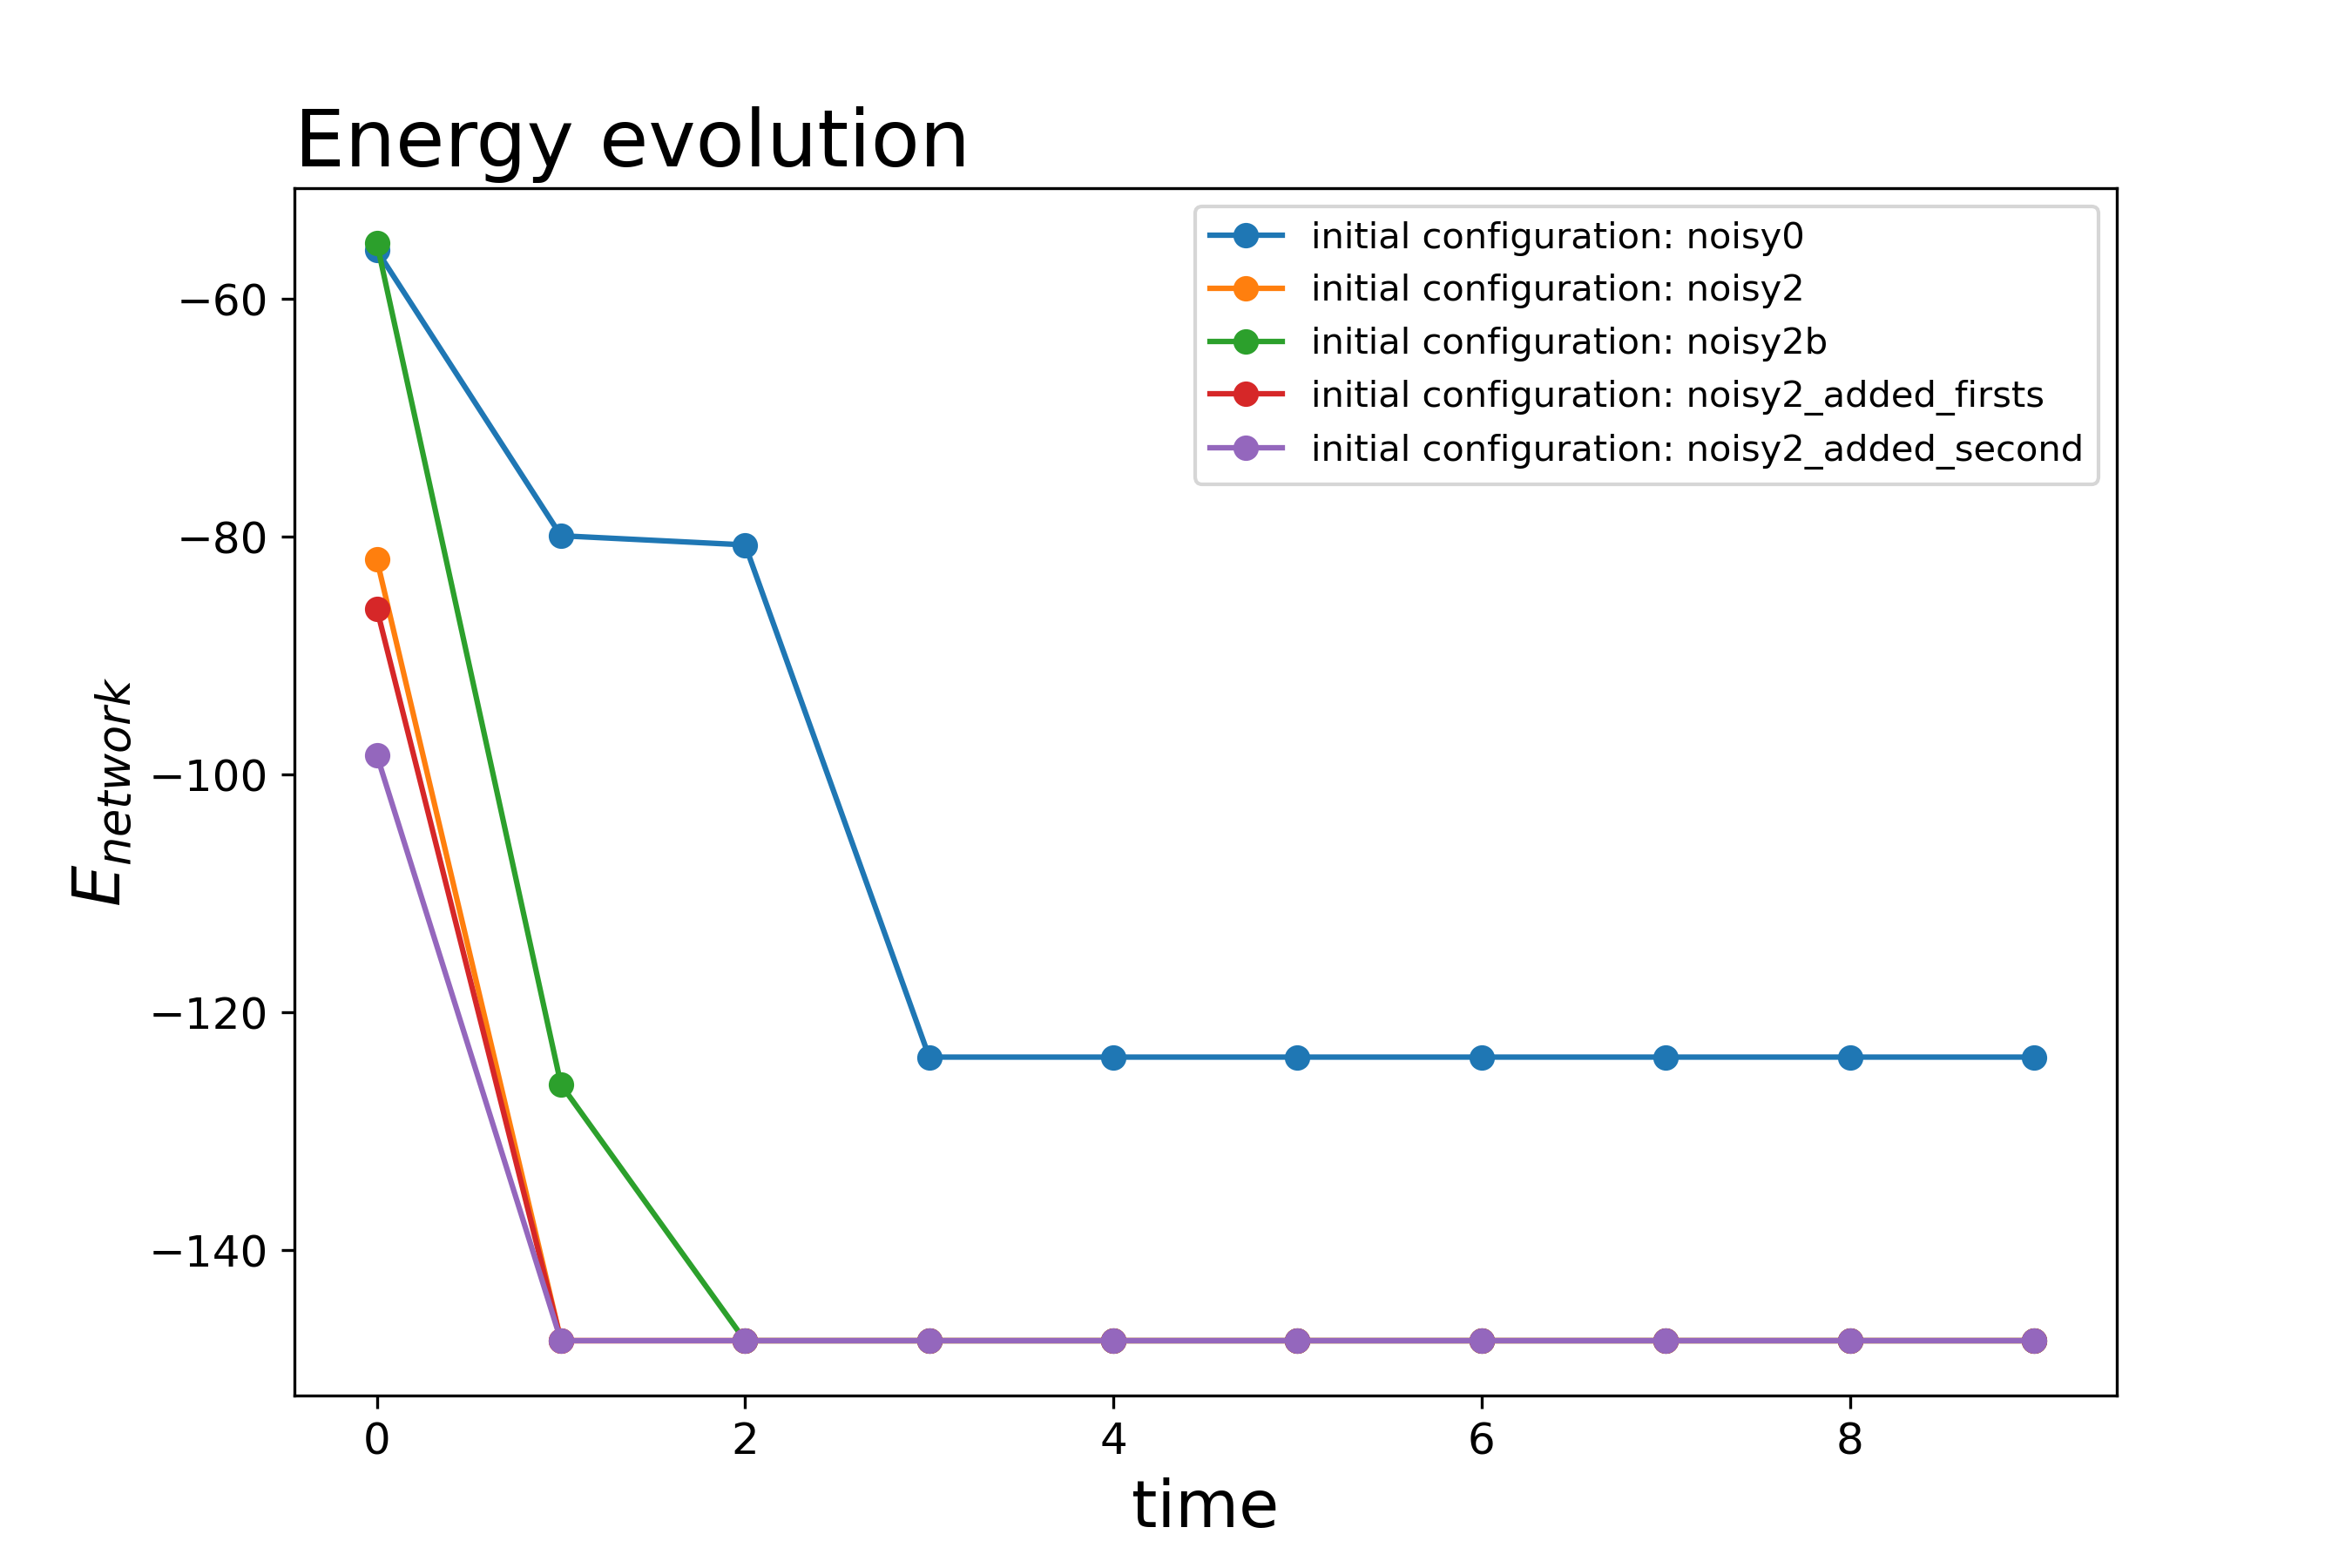 Energy evolution
initial configuration: noisy0
initial configuration: noisy2
initial configuration: noisy2b
initial configuration: noisy2_added_firsts
initial configuration: noisy2_added_second
−60
−80
−100
−120
−140
E_network
0 2 4 6 8
time